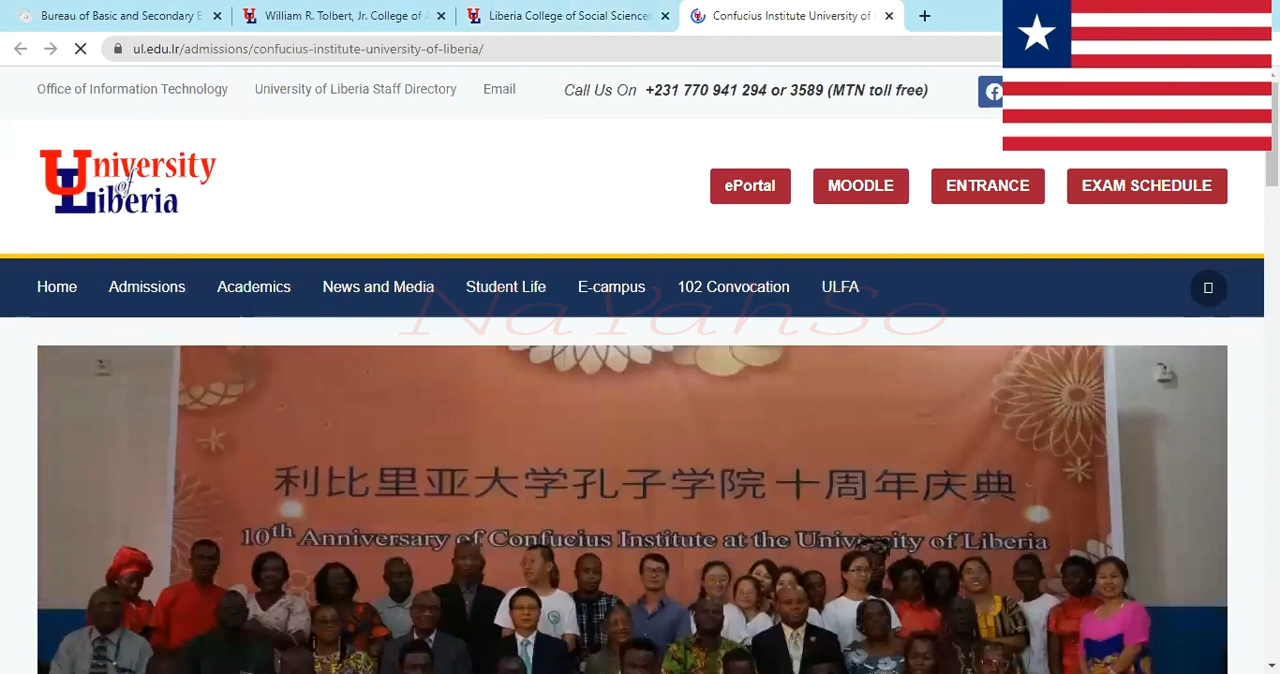 Bureau of Basic and Secondary E
William R. Tolbert, Jr. College of A
Liberia College of Social Sciences
Confucius Institute University of L
ul.edu.lr/admissions/confucius-institute-university-of-liberia/
Office of Information Technology University of Liberia Staff Directory Email Call Us On +231 770 941 294 or 3589 (MTN toll free)
University of Liberia
ePortal MOODLE ENTRANCE EXAM SCHEDULE
Home Admissions Academics News and Media Student Life E-campus 102 Convocation ULFA
NaYahSo
利比里亚大学孔子学院十周年庆典
10th Anniversary of Confucius Institute at the University of Liberia